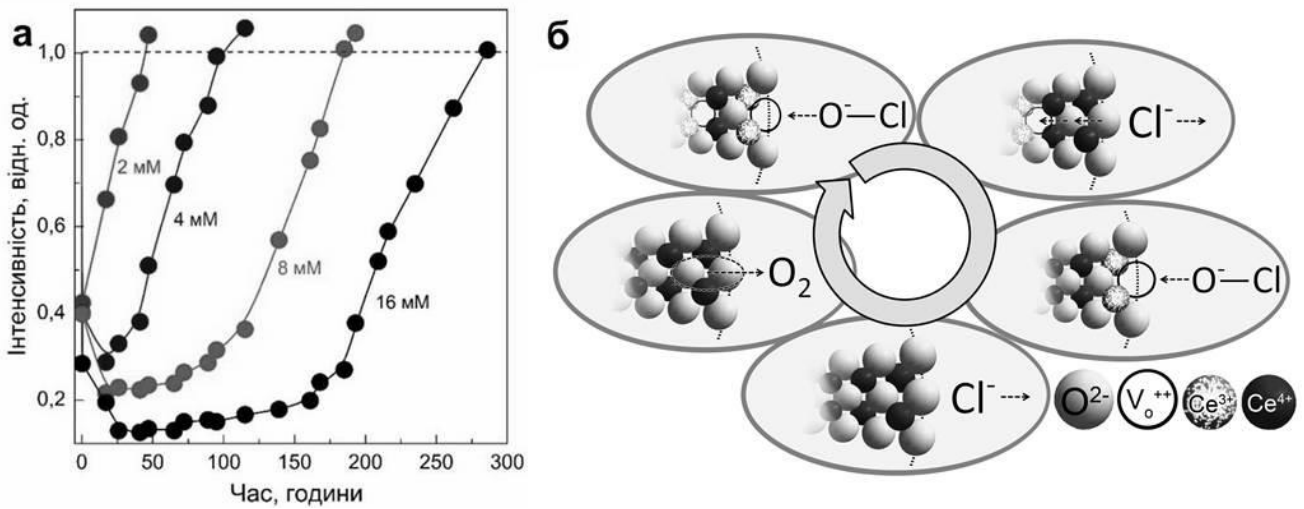 а
1,0
0,8
0,6
0,4
0,2
0 50 100 150 200 250 300
Інтенсивність, відн. од.
Час, години
2 мМ
4 мМ
8 мМ
16 мМ
б
O⁻—Cl
Cl⁻
O₂
O⁻—Cl
Cl⁻
O²⁻
Vₒ⁺⁺
Ce³⁺
Ce⁴⁺